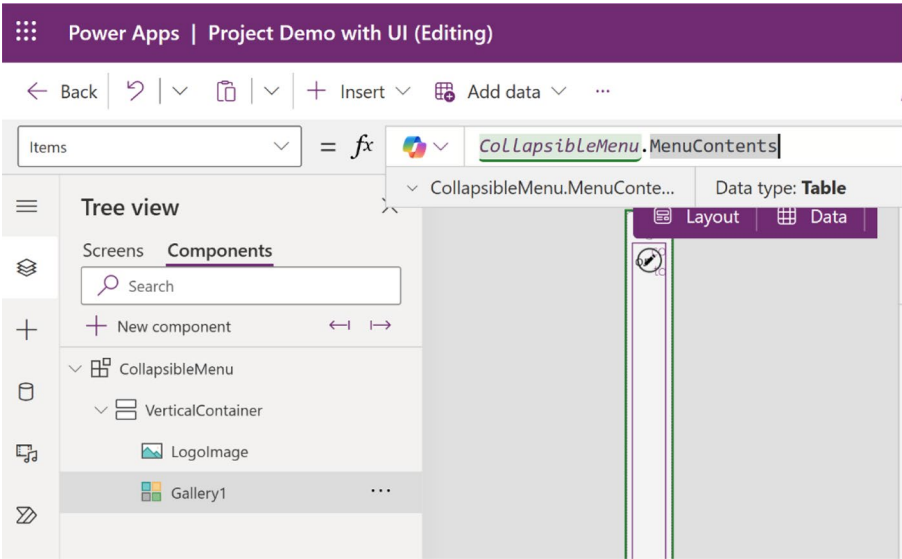 Power Apps | Project Demo with UI (Editing)
Back Insert Add data ...
Items = fx CollapsibleMenu.MenuContents
CollapsibleMenu.MenuConte... Data type: Table
Tree view
Layout Data
Screens Components
Search
New component
CollapsibleMenu
VerticalContainer
LogoImage
Gallery1 ...